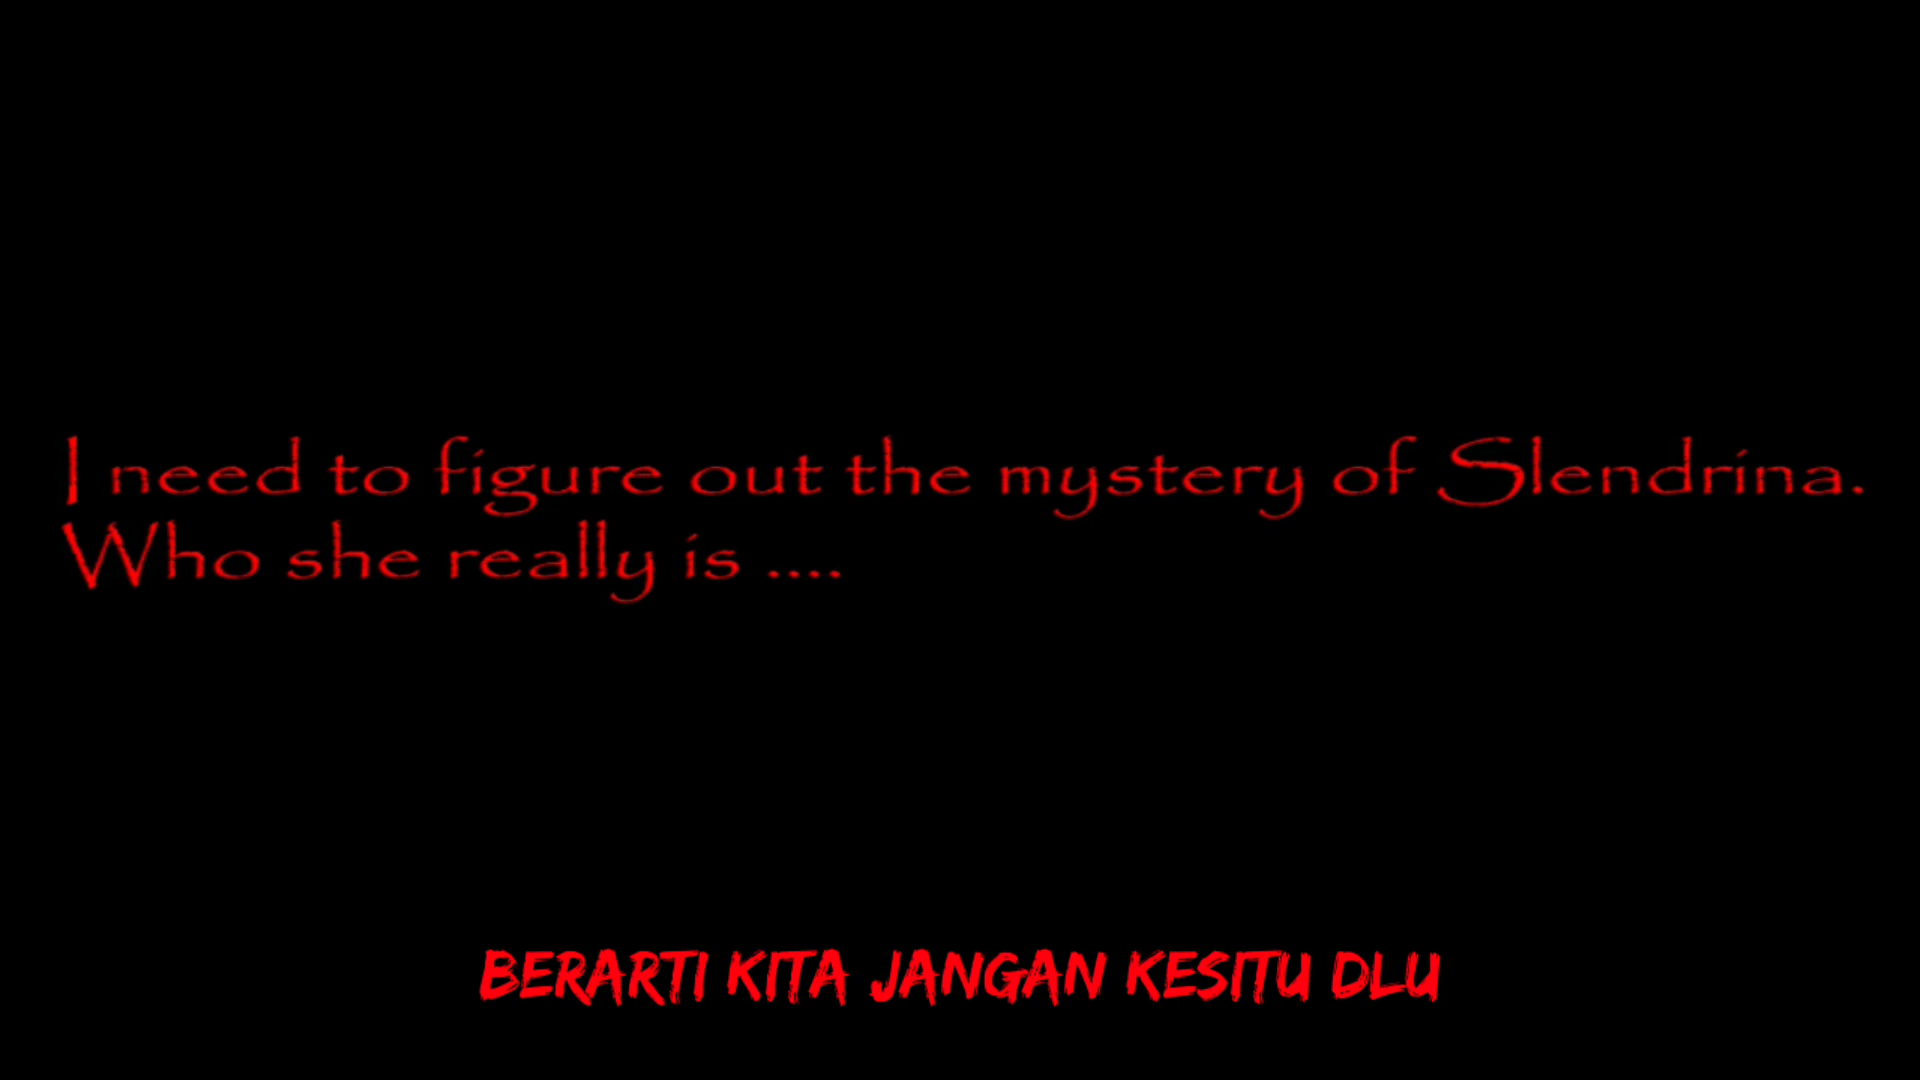 I need to figure out the mystery of Slendrina.
Who she really is ....
BERARTI KITA JANGAN KESITU DLU